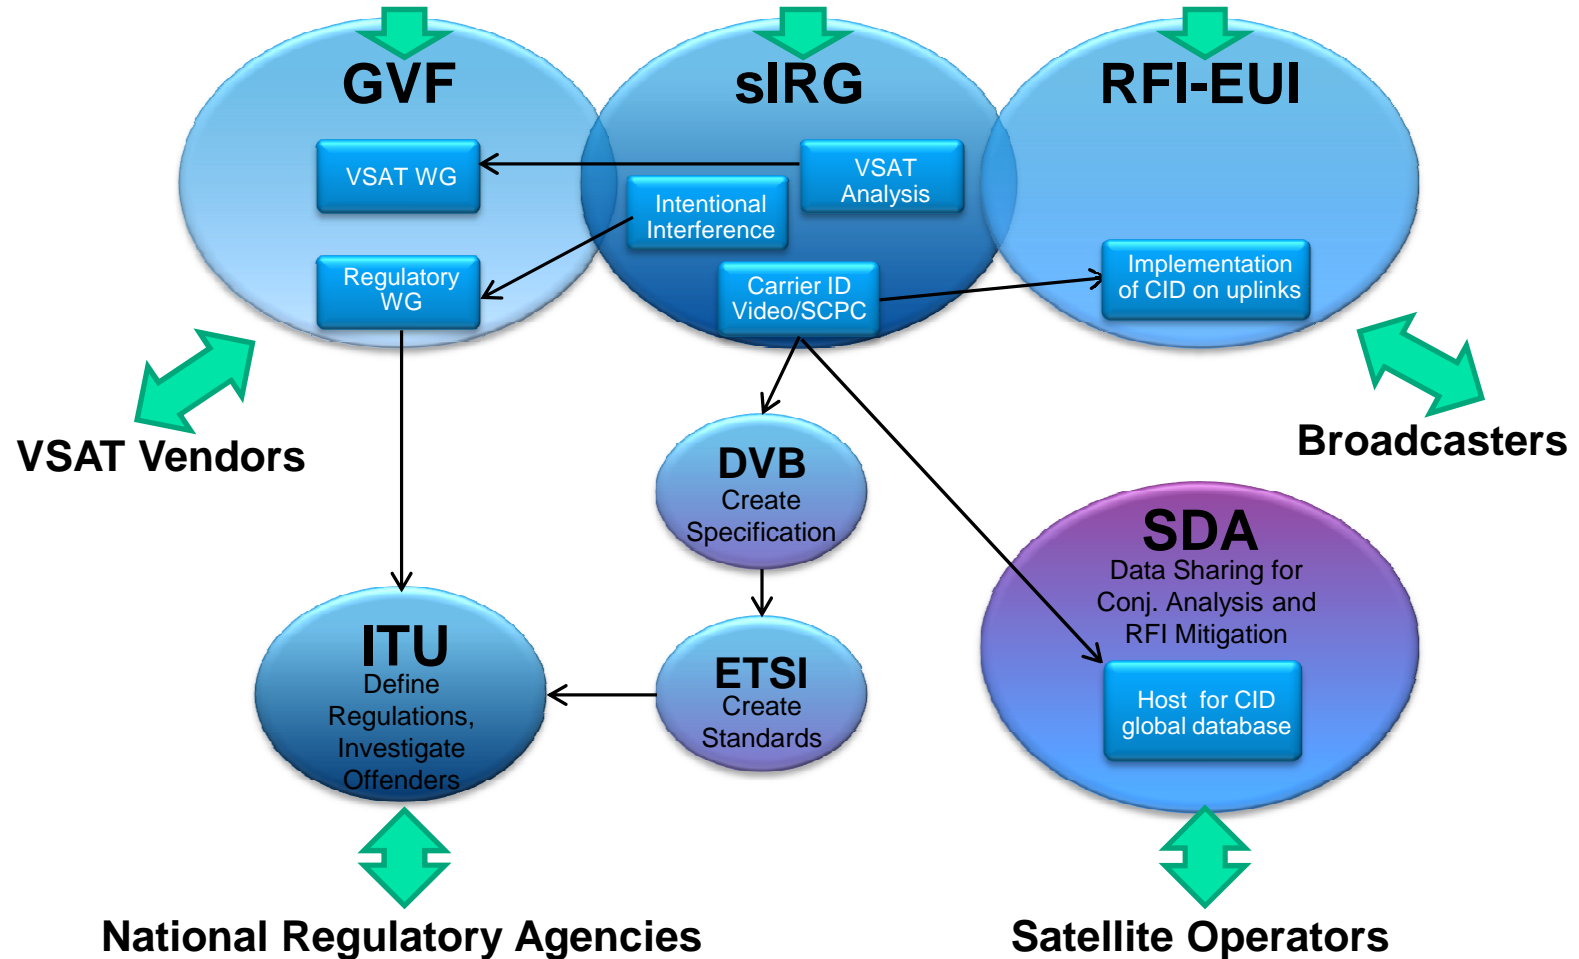 GVF
sIRG
RFI-EUI
VSAT WG
VSAT
Analysis
Intentional
Interference
Regulatory
WG
Carrier ID
Video/SCPC
Implementation
of CID on uplinks
VSAT Vendors
Broadcasters
DVB
Create
Specification
SDA
Data Sharing for
Conj. Analysis and
RFI Mitigation
Host for CID
global database
ITU
Define
Regulations,
Investigate
Offenders
ETSI
Create
Standards
National Regulatory Agencies
Satellite Operators